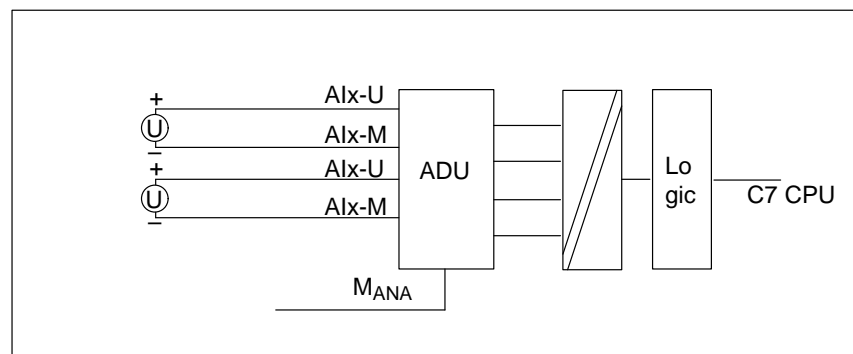 +
AIx-U
U
AIx-M
–
+
AIx-U
U
AIx-M
–
ADU
Lo
gic
C7 CPU
MANA